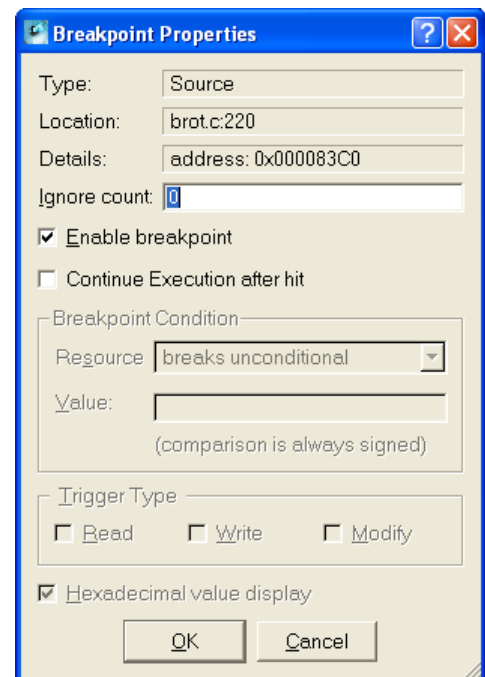 Breakpoint Properties
Type: Source
Location: brot.c:220
Details: address: 0x000083C0
Ignore count: 0
Enable breakpoint
Continue Execution after hit
Breakpoint Condition
Resource breaks unconditional
Value:
(comparison is always signed)
Trigger Type
Read Write Modify
Hexadecimal value display
OK Cancel